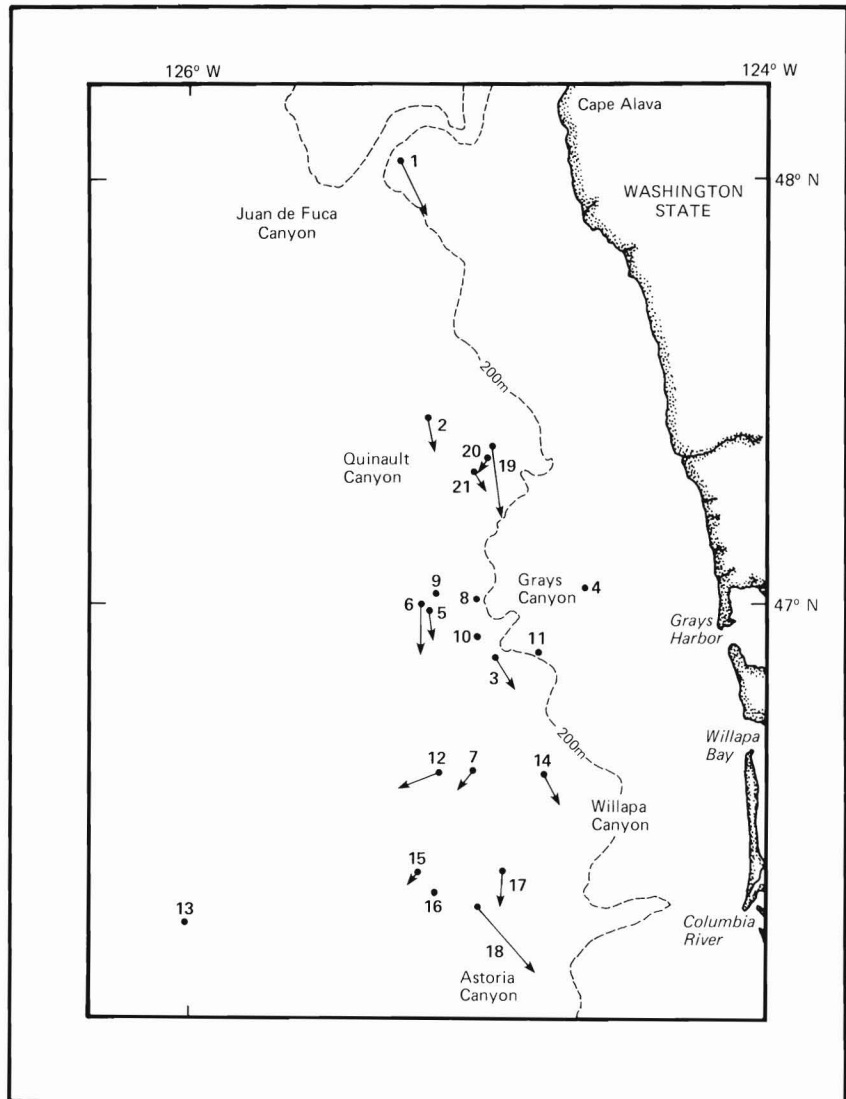 126° W
124° W
Cape Alava
1
48° N
WASHINGTON
STATE
Juan de Fuca
Canyon
200m
2
20
19
Quinault
Canyon
21
9
8
Grays
Canyon
4
6
5
47° N
Grays
Harbor
10
11
3
Willapa
Bay
200m
12
7
14
Willapa
Canyon
15
17
16
13
Columbia
River
18
Astoria
Canyon